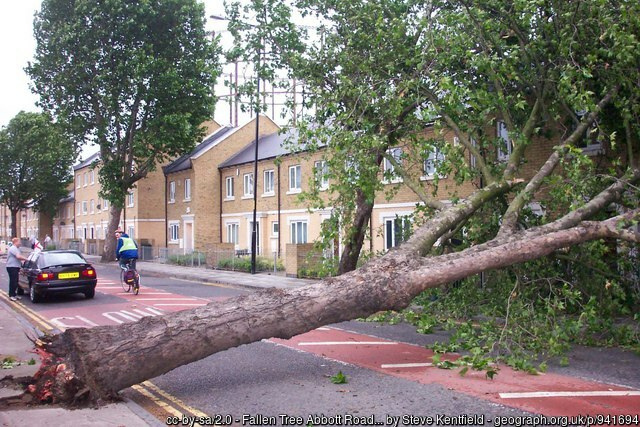 cc-by-sa/2.0 - Fallen Tree Abbott Road... by Steve Kentfield - geograph.org.uk/p/941694